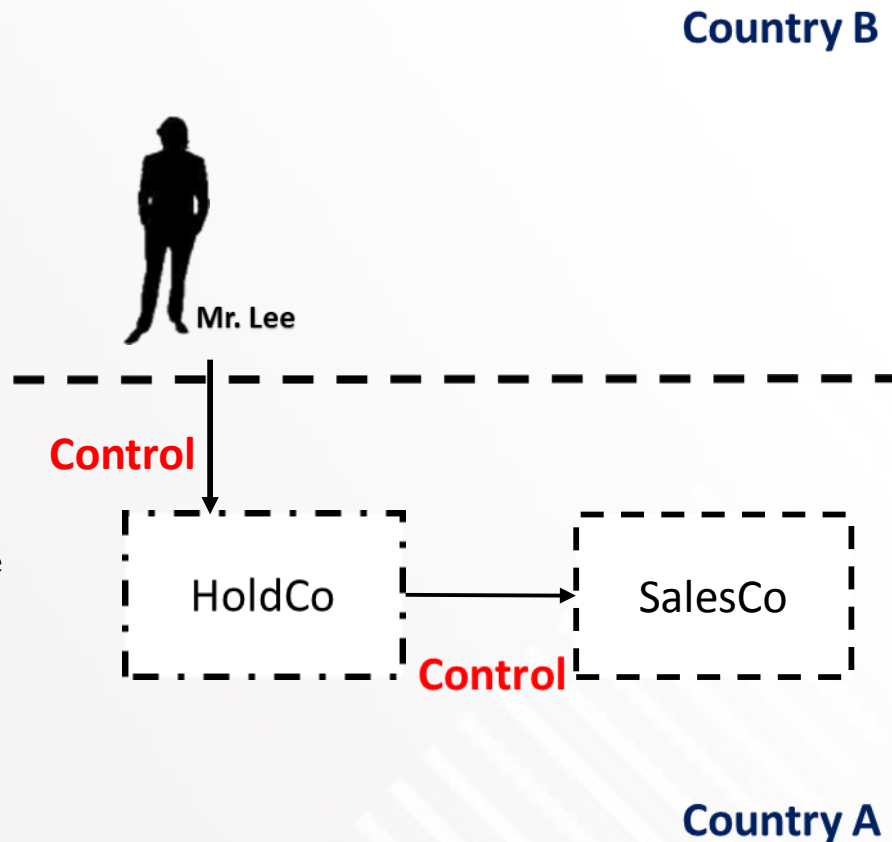 Country B
Mr. Lee
Control
HoldCo
SalesCo
Control
Country A